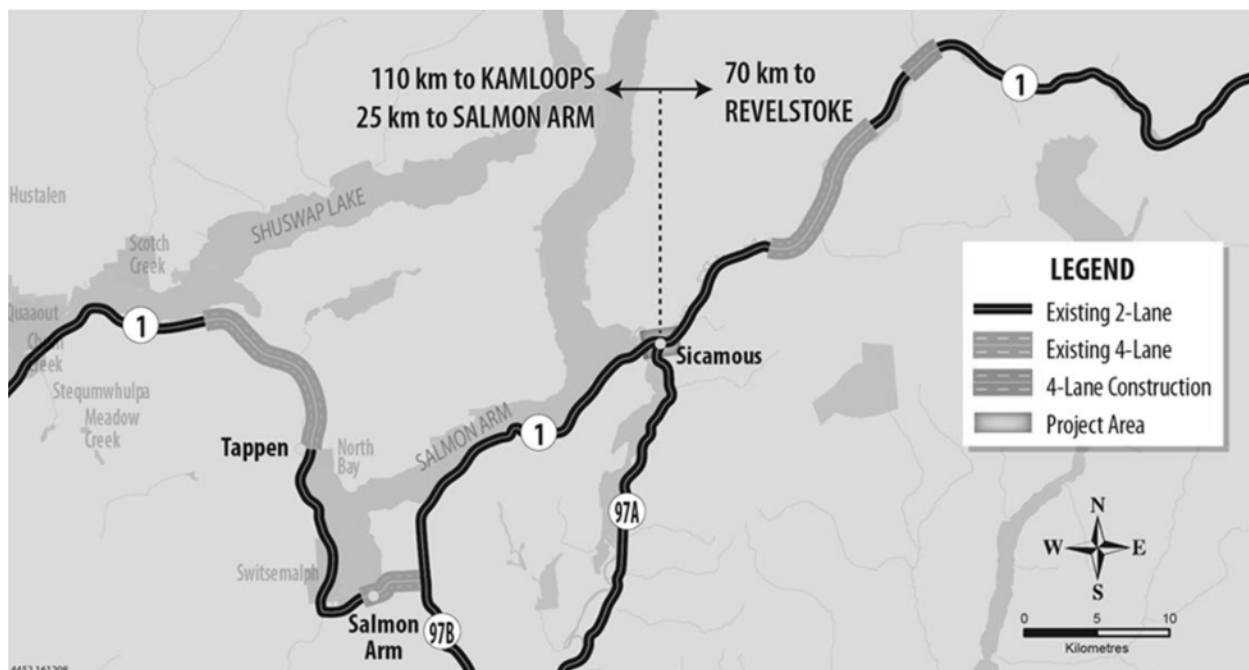 110 km to KAMLOOPS
25 km to SALMON ARM
70 km to
REVELSTOKE
1
Hustalen
SHUSWAP LAKE
Scotch
Creek
Quaaout
1
Creek
Stequmwhulpa
Meadow
Creek
Tappen
North
Bay
SALMON ARM
1
Sicamous
97A
Switsemalph
Salmon
Arm
97B
LEGEND
Existing 2-Lane
Existing 4-Lane
4-Lane Construction
Project Area
N
W
E
S
0 5 10
Kilometres